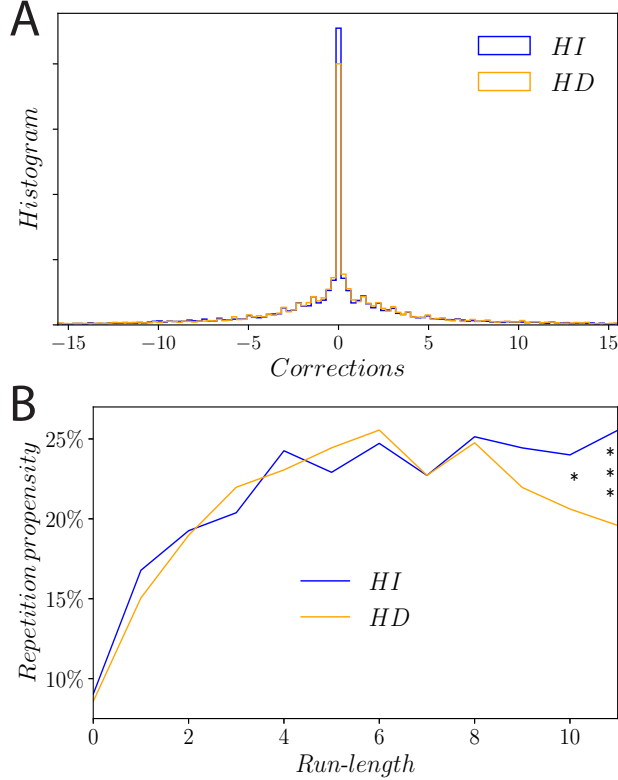 A
HI
HD
Histogram
−15 −10 −5 0 5 10 15
Corrections
B
25%
20%
15%
10%
Repetition propensity
*
*
*
*
HI
HD
0 2 4 6 8 10
Run-length